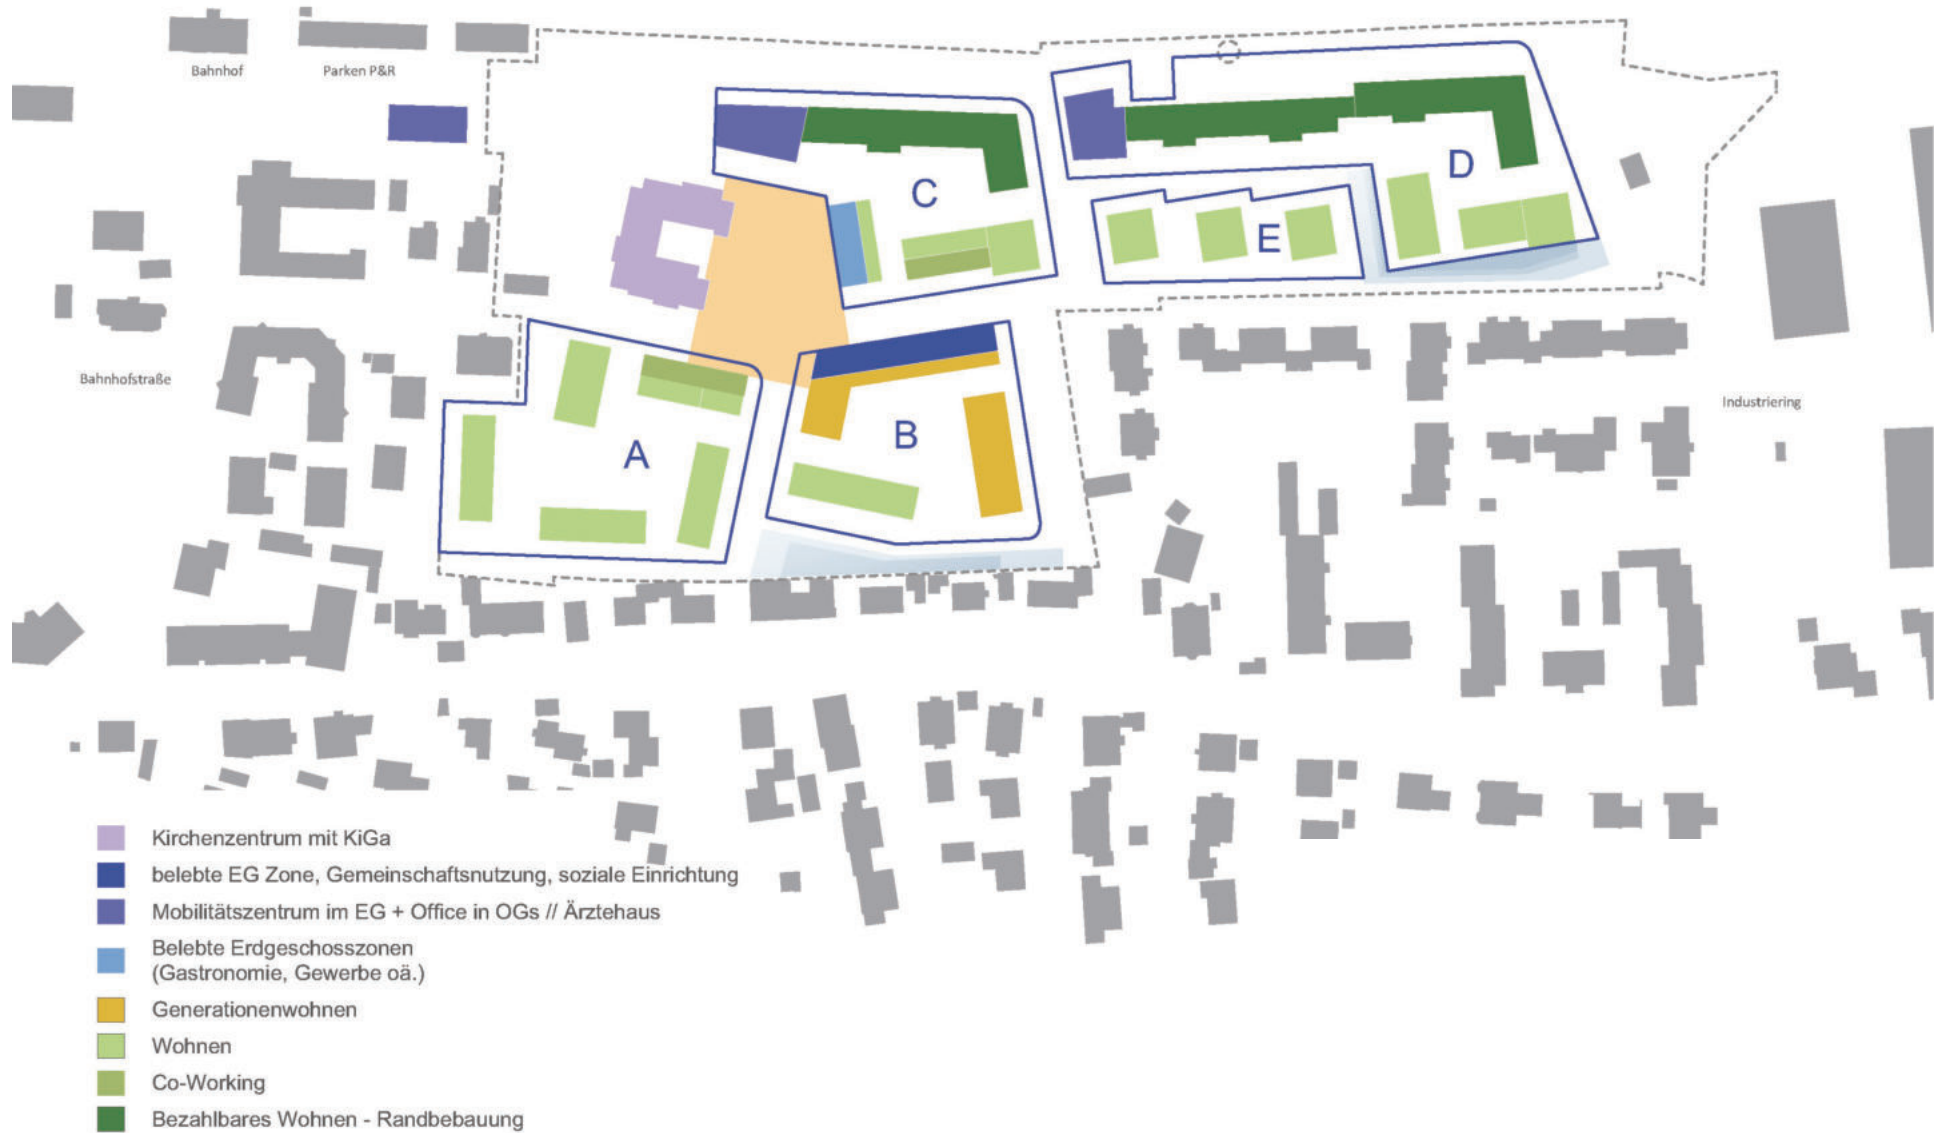 Bahnhof
Parken P&R
C
D
E
Bahnhofstraße
Industriering
A
B
Kirchenzentrum mit KiGa
belebte EG Zone, Gemeinschaftsnutzung, soziale Einrichtung
Mobilitätszentrum im EG + Office in OGs // Ärztehaus
Belebte Erdgeschosszonen
(Gastronomie, Gewerbe oä.)
Generationenwohnen
Wohnen
Co-Working
Bezahlbares Wohnen - Randbebauung